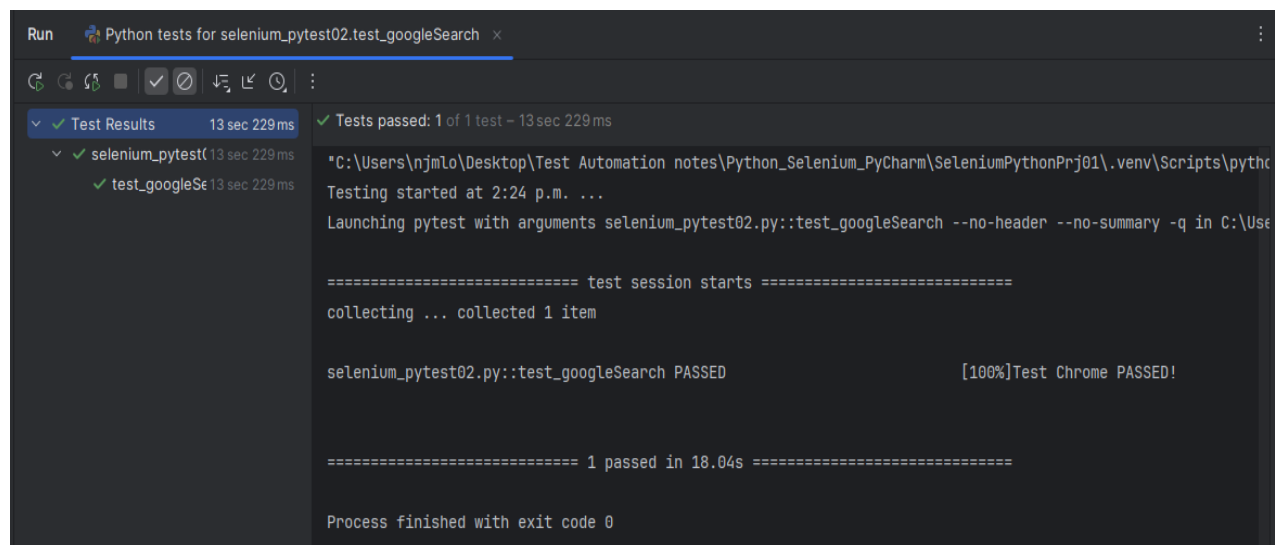 Run Python tests for selenium_pytest02.test_googleSearch ×
Test Results 13 sec 229 ms
Tests passed: 1 of 1 test – 13 sec 229 ms
selenium_pytest( 13 sec 229 ms
test_googleSe 13 sec 229 ms
"C:\Users\njmlo\Desktop\Test Automation notes\Python_Selenium_PyCharm\SeleniumPythonPrj01\.venv\Scripts\pytho
Testing started at 2:24 p.m. ...
Launching pytest with arguments selenium_pytest02.py::test_googleSearch --no-header --no-summary -q in C:\Use
============================= test session starts =============================
collecting ... collected 1 item
selenium_pytest02.py::test_googleSearch PASSED [100%]Test Chrome PASSED!
============================= 1 passed in 18.04s ==============================
Process finished with exit code 0